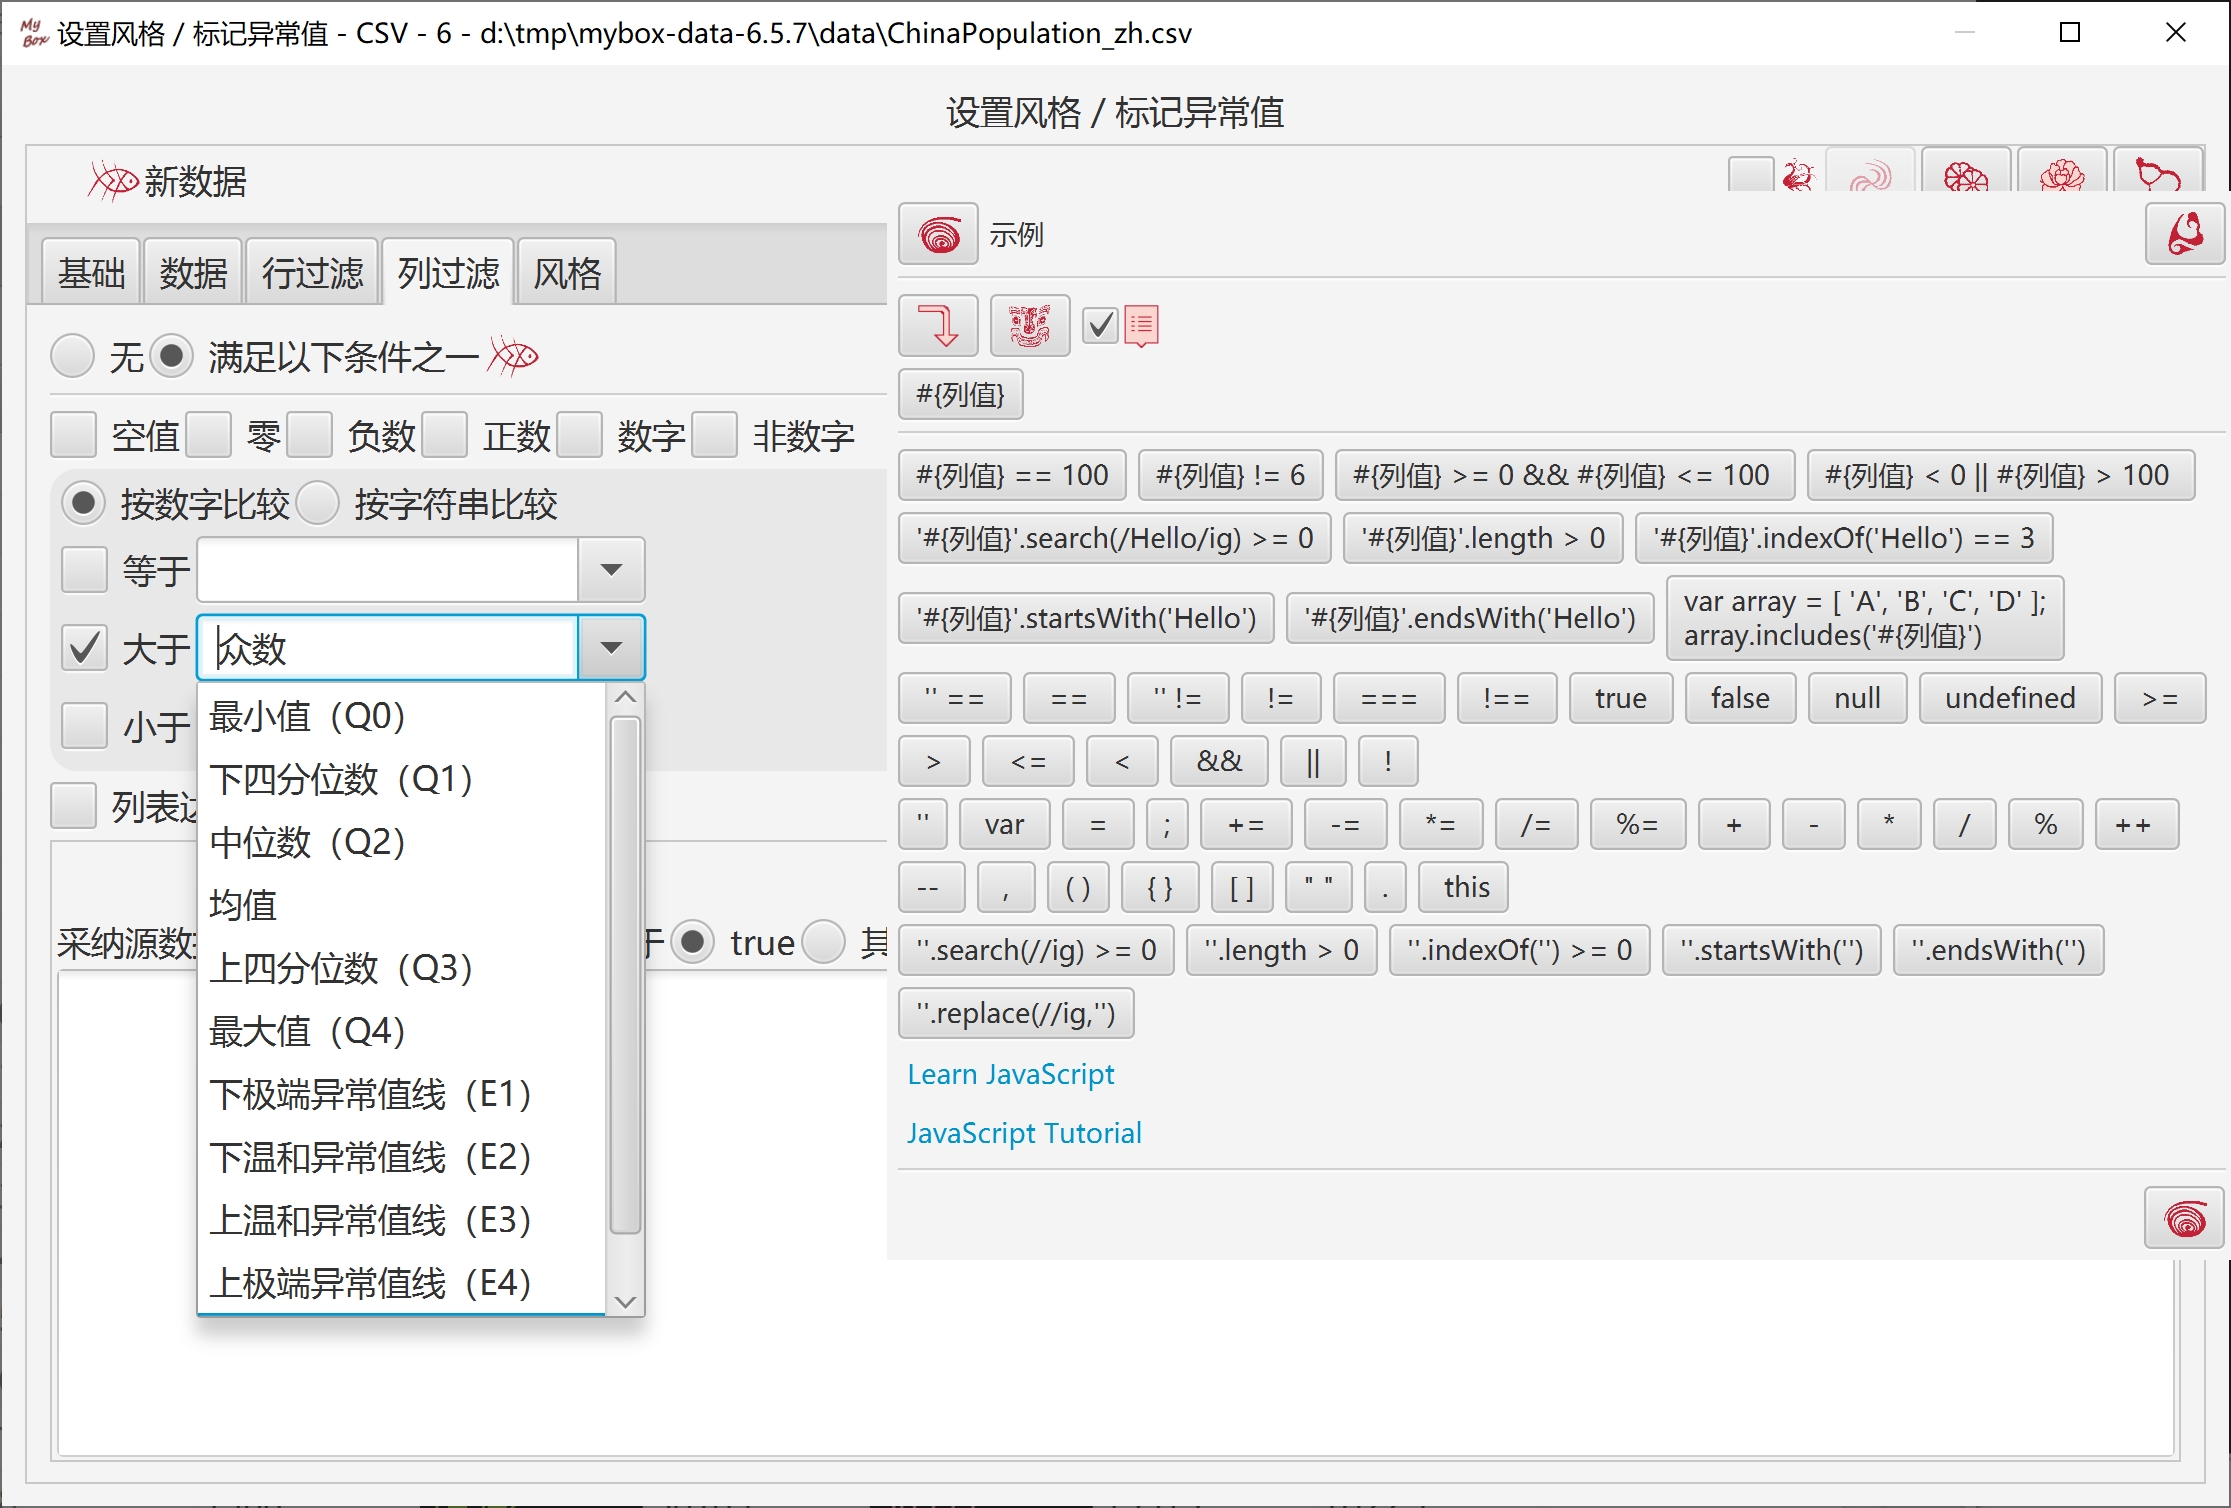 My Box 设置风格 / 标记异常值 - CSV - 6 - d:\tmp\mybox-data-6.5.7\data\ChinaPopulation_zh.csv
设置风格 / 标记异常值
新数据
基础 数据 行过滤 列过滤 风格
无 满足以下条件之一
空值 零 负数 正数 数字 非数字
按数字比较 按字符串比较
等于
大于 众数
小于
最小值（Q0）
下四分位数（Q1）
中位数（Q2）
均值
上四分位数（Q3）
最大值（Q4）
下极端异常值线（E1）
下温和异常值线（E2）
上温和异常值线（E3）
上极端异常值线（E4）
列表达
采纳源数 true 其
示例
#{列值}
#{列值} == 100 #{列值} != 6 #{列值} >= 0 && #{列值} <= 100 #{列值} < 0 || #{列值} > 100
'#{列值}'.search(/Hello/ig) >= 0 '#{列值}'.length > 0 '#{列值}'.indexOf('Hello') == 3
'#{列值}'.startsWith('Hello') '#{列值}'.endsWith('Hello') var array = [ 'A', 'B', 'C', 'D' ];
array.includes('#{列值}')
'' == == '' != != === !== true false null undefined >=
> <= < && || !
'' var = ; += -= *= /= %= + - * / % ++
-- , ( ) { } [ ] " " . this
''.search(//ig) >= 0 ''.length > 0 ''.indexOf('') >= 0 ''.startsWith('') ''.endsWith('')
''.replace(//ig,'')
Learn JavaScript
JavaScript Tutorial